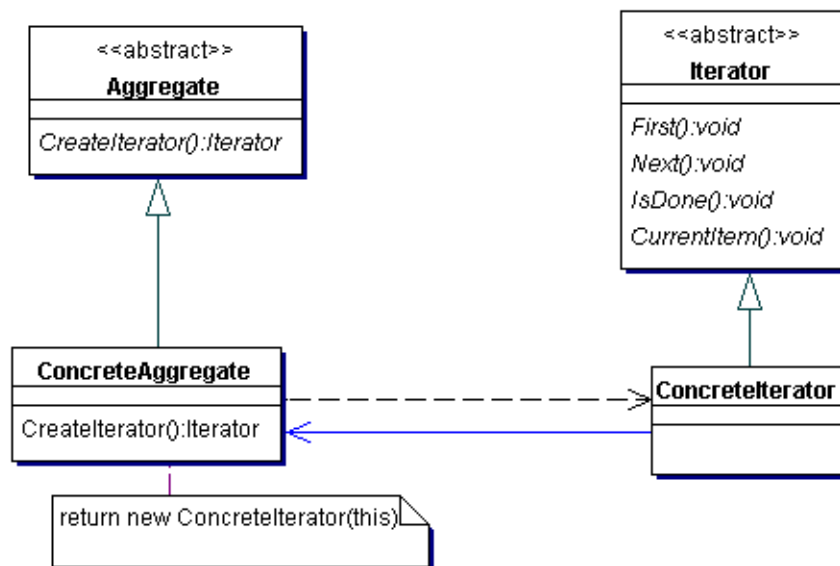 <<abstract>>
Aggregate
CreateIterator():Iterator
<<abstract>>
Iterator
First():void
Next():void
IsDone():void
CurrentItem():void
ConcreteAggregate
CreateIterator():Iterator
ConcreteIterator
return new ConcreteIterator(this)